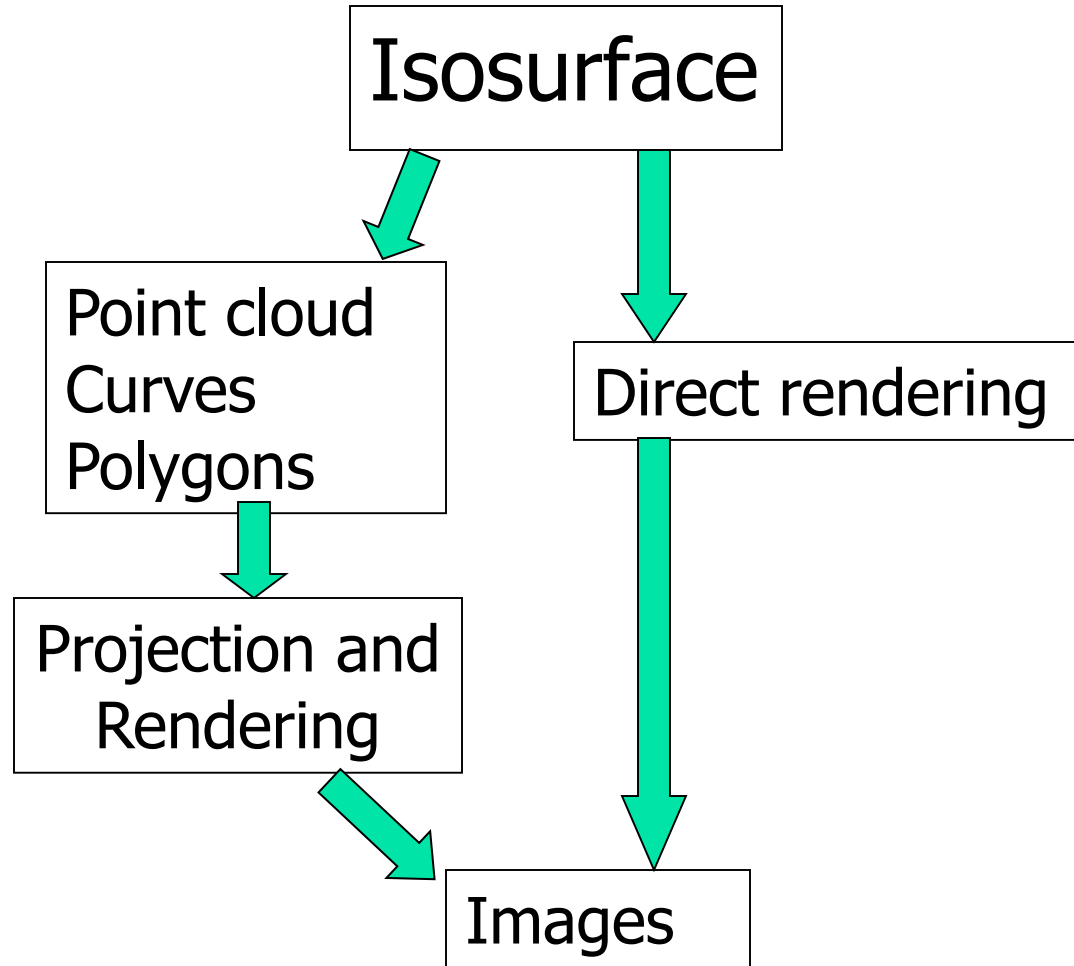 Isosurface
Point cloud
Curves
Polygons
Direct rendering
Projection and
Rendering
Images